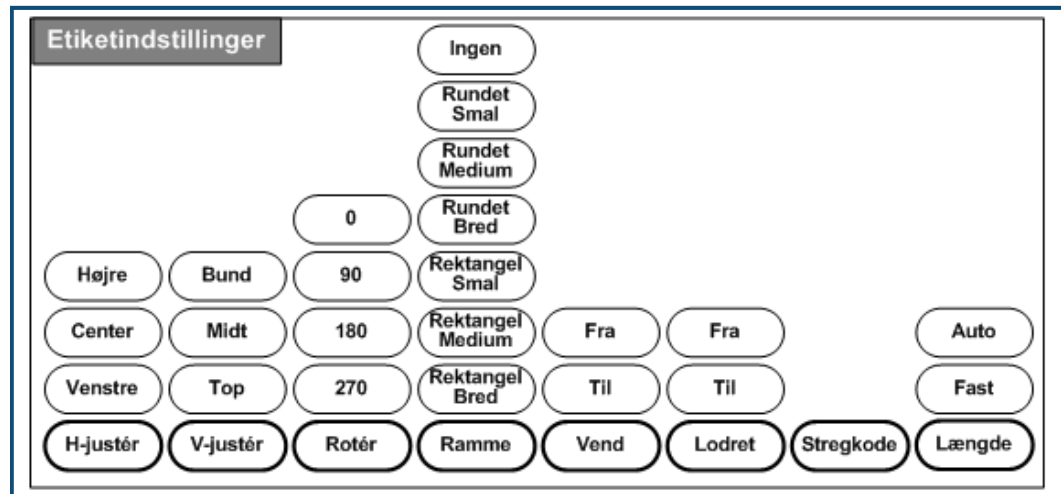 Etiketindstillinger
Ingen
Rundet
Smal
Rundet
Medium
0
Rundet
Bred
Højre
Bund
90
Rektangel
Smal
Center
Midt
180
Rektangel
Medium
Fra
Fra
Auto
Venstre
Top
270
Rektangel
Bred
Til
Til
Fast
H-justér
V-justér
Rotér
Ramme
Vend
Lodret
Stregkode
Længde